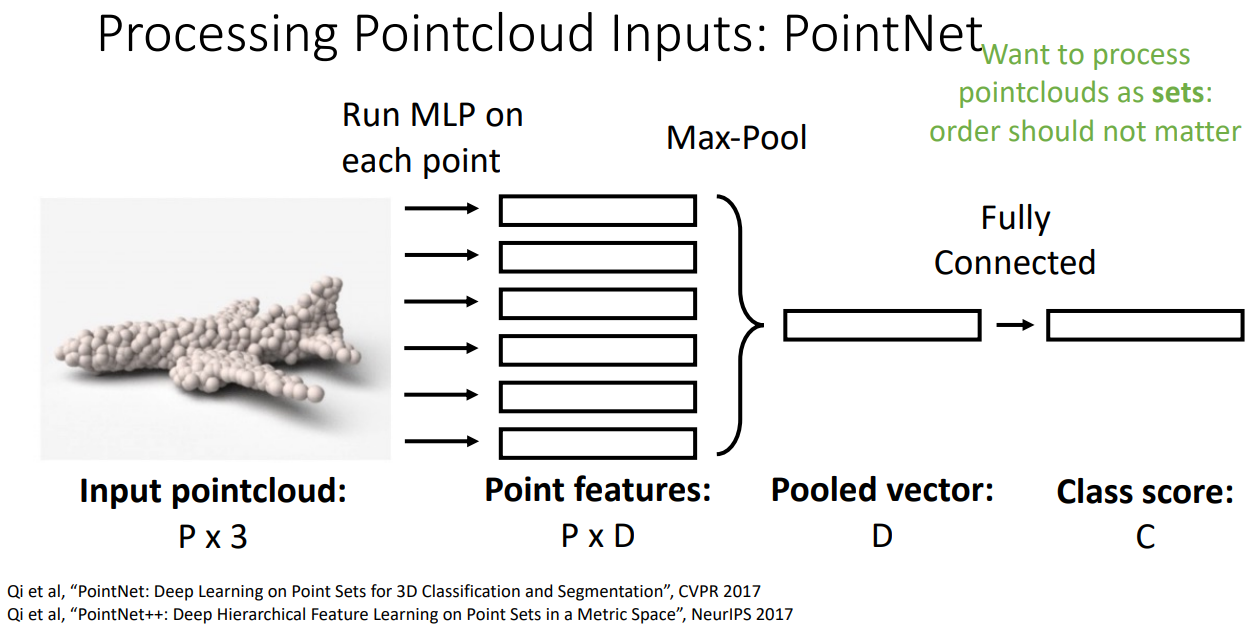 Processing Pointcloud Inputs: PointNet
Want to process
pointclouds as sets:
order should not matter
Run MLP on
each point
Max-Pool
Fully
Connected
Input pointcloud:
P x 3
Point features:
P x D
Pooled vector:
D
Class score:
C
Qi et al, “PointNet: Deep Learning on Point Sets for 3D Classification and Segmentation”, CVPR 2017
Qi et al, “PointNet++: Deep Hierarchical Feature Learning on Point Sets in a Metric Space”, NeurIPS 2017